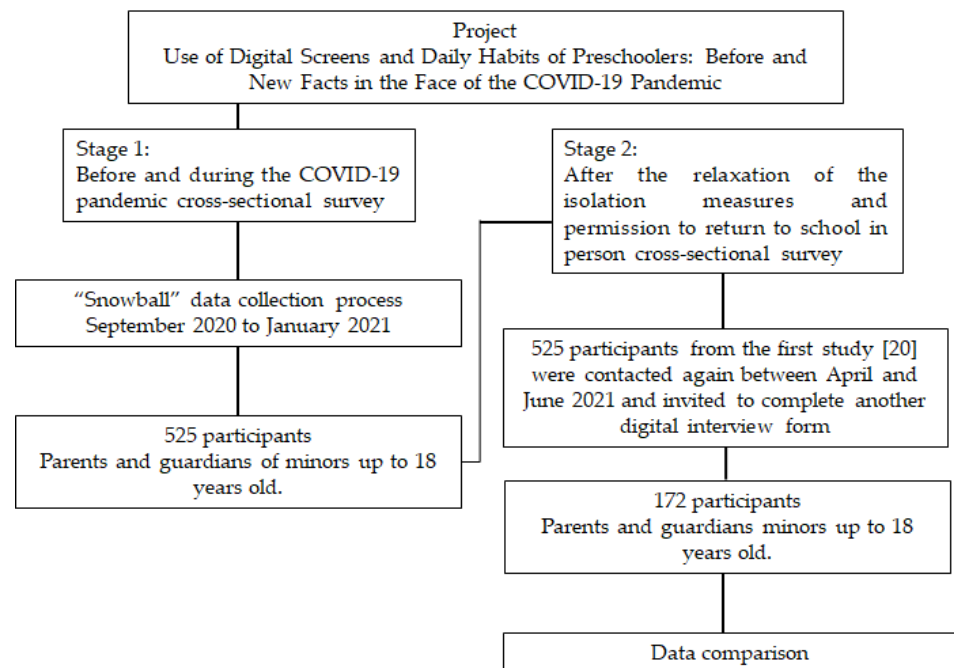 Project
Use of Digital Screens and Daily Habits of Preschoolers: Before and
New Facts in the Face of the COVID-19 Pandemic
Stage 1:
Before and during the COVID-19
pandemic cross-sectional survey
“Snowball” data collection process
September 2020 to January 2021
525 participants
Parents and guardians of minors up to 18
years old.
Stage 2:
After the relaxation of the
isolation measures and
permission to return to school in
person cross-sectional survey
525 participants from the first study [20]
were contacted again between April and
June 2021 and invited to complete another
digital interview form
172 participants
Parents and guardians minors up to 18
years old.
Data comparison